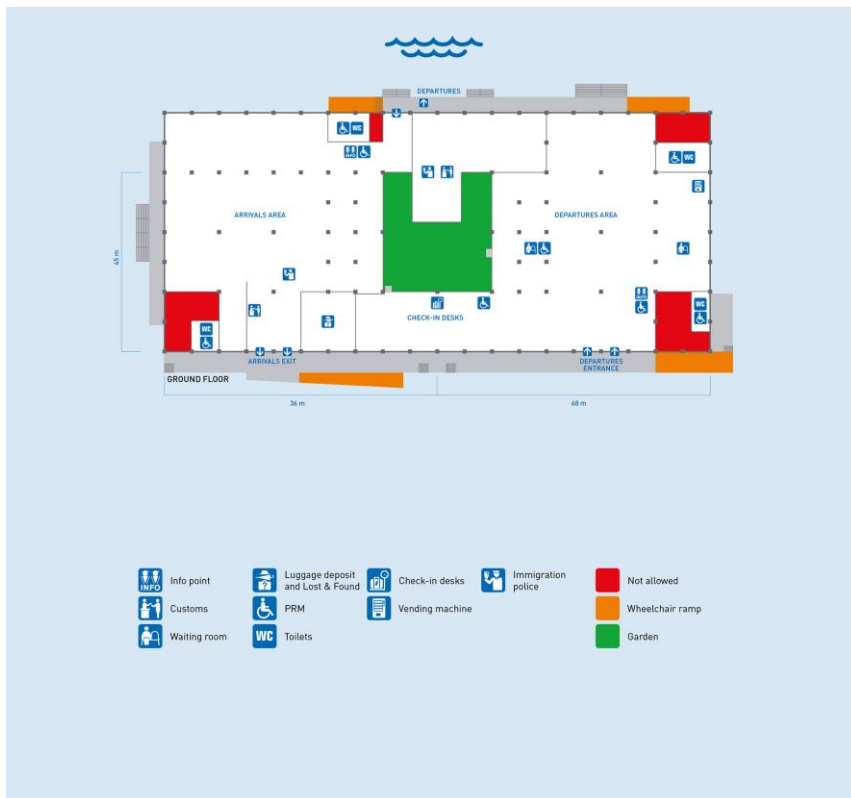 DEPARTURES
WC
INFO
ARRIVALS AREA
DEPARTURES AREA
45 m
INFO
WC
WC
CHECK-IN DESKS
ARRIVALS EXIT
DEPARTURES
ENTRANCE
GROUND FLOOR
36 m
68 m
WC
INFO
Info point
Luggage deposit
and Lost & Found
Check-in desks
Immigration
police
Not allowed
Customs
PRM
Vending machine
Wheelchair ramp
Waiting room
WC
Toilets
Garden